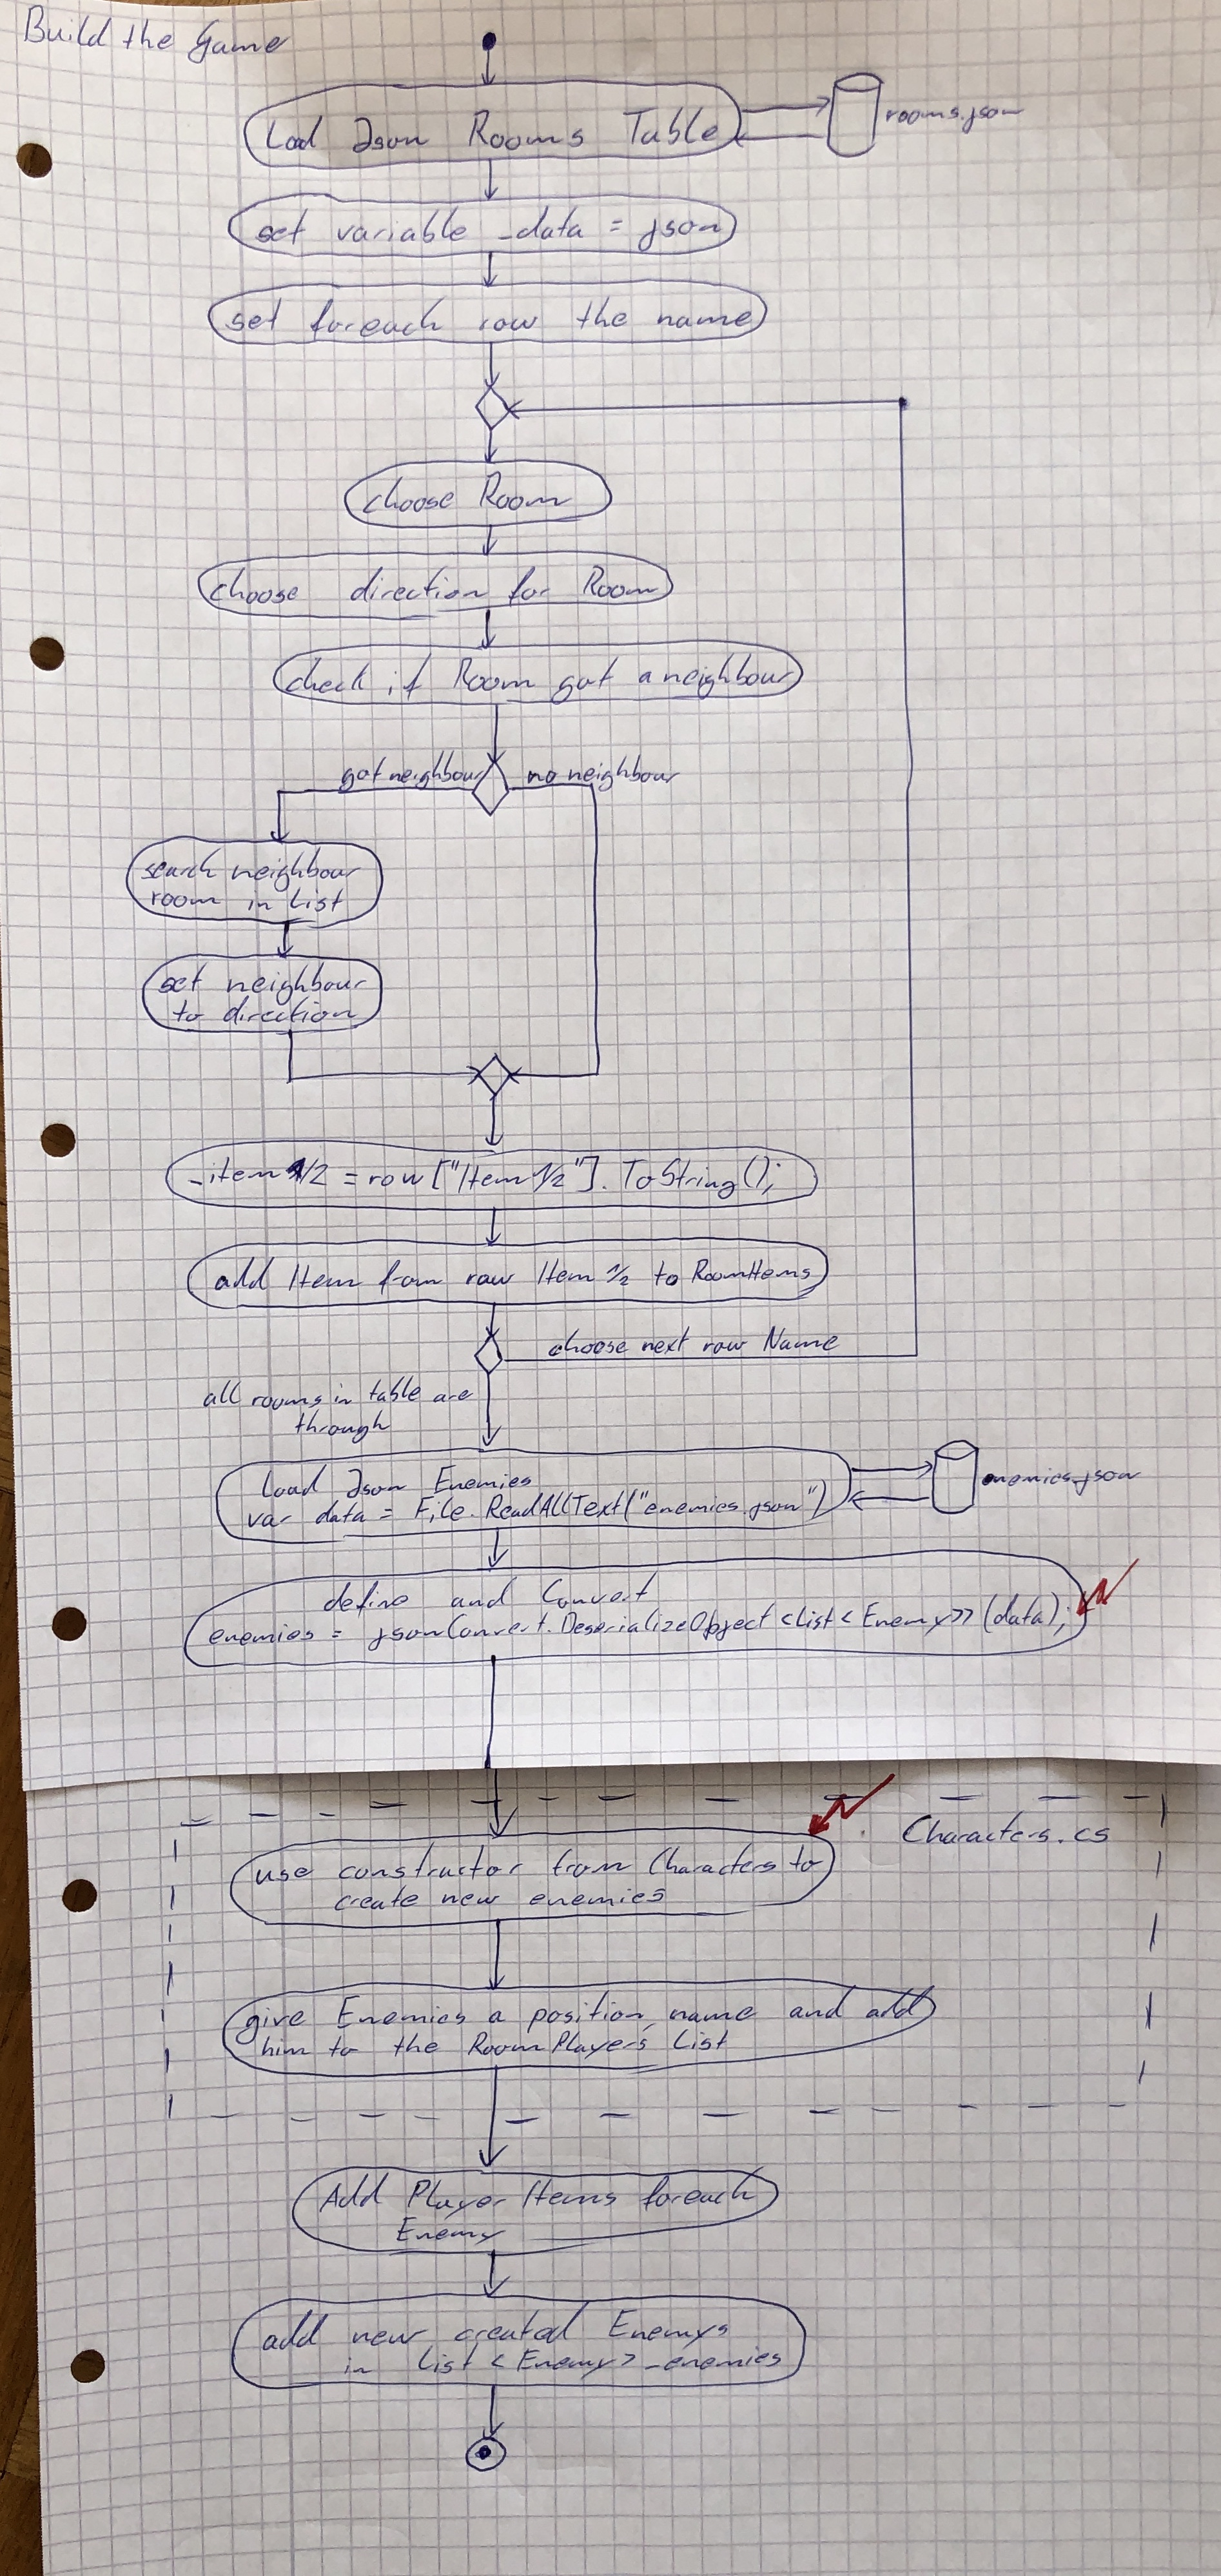 Build the Game
Load Json Rooms Table
rooms.json
set variable _data = json
set foreach row the name
choose Room
choose direction for Room
check if Room got a neighbour
got neighbour
no neighbour
search neighbour
room in List
set neighbour
to direction
_item 1/2 = row ["Item 1/2"]. ToString();
add Item from row Item 1/2 to RoomItems
choose next row Name
all rooms in table are
through
Load Json Enemies
var data = File.ReadAllText("enemies.json")
enemies.json
define and Convert
enemies = jsonConvert.DeserializeObject<List<Enemy>>(data);
Characters.cs
use constructor from Characters to
create new enemies
give Enemies a position, name and add
him to the RoomPlayers List
Add Player Items foreach
Enemy
add new created Enemys
in List <Enemy> _enemies